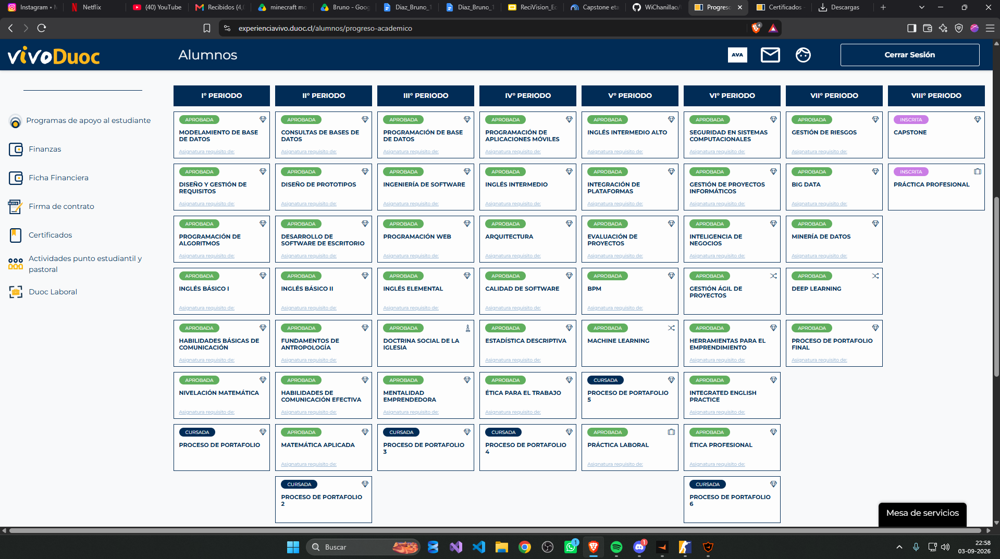 Instagram
Netflix
(40) YouTube
Recibidos (4,
minecraft mo
Bruno - Goog
Diaz_Bruno_1
Diaz_Bruno_1
ReciVision_Ec
Capstone eta
WiChanillao/
Progreso
Certificados
Descargas
experienciavivo.duoc.cl/alumnos/progreso-academico
4
vivoDuoc
Alumnos
AVA
Cerrar Sesión
Programas de apoyo al estudiante
Finanzas
Ficha Financiera
Firma de contrato
Certificados
Actividades punto estudiantil y
pastoral
Duoc Laboral
I° PERIODO
II° PERIODO
III° PERIODO
IV° PERIODO
V° PERIODO
VI° PERIODO
VII° PERIODO
VIII° PERIODO
APROBADA
MODELAMIENTO DE BASE
DE DATOS
Asignatura requisito de:
APROBADA
CONSULTAS DE BASES DE
DATOS
Asignatura requisito de:
APROBADA
PROGRAMACIÓN DE BASE
DE DATOS
Asignatura requisito de:
APROBADA
PROGRAMACIÓN DE
APLICACIONES MÓVILES
Asignatura requisito de:
APROBADA
INGLÉS INTERMEDIO ALTO
Asignatura requisito de:
APROBADA
SEGURIDAD EN SISTEMAS
COMPUTACIONALES
Asignatura requisito de:
APROBADA
GESTIÓN DE RIESGOS
Asignatura requisito de:
INSCRITA
CAPSTONE
APROBADA
DISEÑO Y GESTIÓN DE
REQUISITOS
Asignatura requisito de:
APROBADA
DISEÑO DE PROTOTIPOS
Asignatura requisito de:
APROBADA
INGENIERÍA DE SOFTWARE
Asignatura requisito de:
APROBADA
INGLÉS INTERMEDIO
Asignatura requisito de:
APROBADA
INTEGRACIÓN DE
PLATAFORMAS
Asignatura requisito de:
APROBADA
GESTIÓN DE PROYECTOS
INFORMÁTICOS
Asignatura requisito de:
APROBADA
BIG DATA
Asignatura requisito de:
INSCRITA
PRÁCTICA PROFESIONAL
APROBADA
PROGRAMACIÓN DE
ALGORITMOS
Asignatura requisito de:
APROBADA
DESARROLLO DE
SOFTWARE DE ESCRITORIO
Asignatura requisito de:
APROBADA
PROGRAMACIÓN WEB
Asignatura requisito de:
APROBADA
ARQUITECTURA
Asignatura requisito de:
APROBADA
EVALUACIÓN DE
PROYECTOS
Asignatura requisito de:
APROBADA
INTELIGENCIA DE
NEGOCIOS
Asignatura requisito de:
APROBADA
MINERÍA DE DATOS
Asignatura requisito de:
APROBADA
INGLÉS BÁSICO I
Asignatura requisito de:
APROBADA
INGLÉS BÁSICO II
Asignatura requisito de:
APROBADA
INGLÉS ELEMENTAL
Asignatura requisito de:
APROBADA
CALIDAD DE SOFTWARE
Asignatura requisito de:
APROBADA
BPM
Asignatura requisito de:
APROBADA
GESTIÓN ÁGIL DE
PROYECTOS
APROBADA
DEEP LEARNING
APROBADA
HABILIDADES BÁSICAS DE
COMUNICACIÓN
Asignatura requisito de:
APROBADA
FUNDAMENTOS DE
ANTROPOLOGÍA
Asignatura requisito de:
APROBADA
DOCTRINA SOCIAL DE LA
IGLESIA
APROBADA
ESTADÍSTICA DESCRIPTIVA
Asignatura requisito de:
APROBADA
MACHINE LEARNING
APROBADA
HERRAMIENTAS PARA EL
EMPRENDIMIENTO
Asignatura requisito de:
APROBADA
PROCESO DE PORTAFOLIO
FINAL
Asignatura requisito de:
APROBADA
NIVELACIÓN MATEMÁTICA
Asignatura requisito de:
APROBADA
HABILIDADES DE
COMUNICACIÓN EFECTIVA
Asignatura requisito de:
APROBADA
MENTALIDAD
EMPRENDEDORA
Asignatura requisito de:
APROBADA
ÉTICA PARA EL TRABAJO
Asignatura requisito de:
CURSADA
PROCESO DE PORTAFOLIO
5
APROBADA
INTEGRATED ENGLISH
PRACTICE
Asignatura requisito de:
CURSADA
PROCESO DE PORTAFOLIO
APROBADA
MATEMÁTICA APLICADA
Asignatura requisito de:
CURSADA
PROCESO DE PORTAFOLIO
3
CURSADA
PROCESO DE PORTAFOLIO
4
APROBADA
PRÁCTICA LABORAL
Asignatura requisito de:
APROBADA
ÉTICA PROFESIONAL
Asignatura requisito de:
CURSADA
PROCESO DE PORTAFOLIO
2
CURSADA
PROCESO DE PORTAFOLIO
6
Mesa de servicios
Buscar
1
1
22:58
03-09-2026